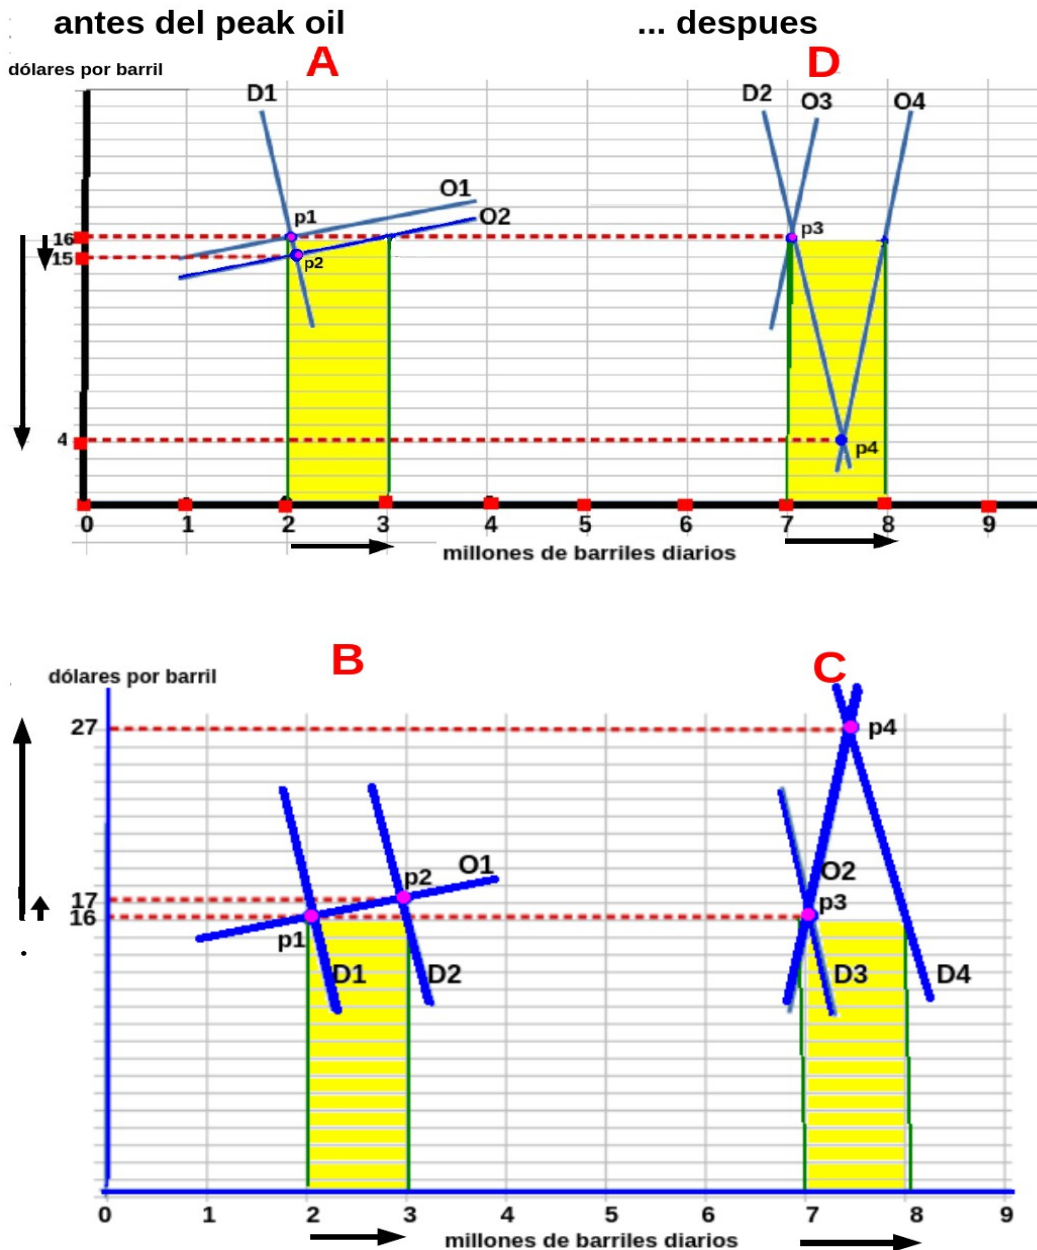 antes del peak oil
... despues
A
D
dólares por barril
D1
D2
O3
O4
O1
O2
p1
p2
p3
16
15
4
p4
0 1 2 3 4 5 6 7 8 9
millones de barriles diarios
B
C
dólares por barril
27
p4
O1
p2
O2
17
16
p3
p1
D1
D2
D3
D4
0 1 2 3 4 5 6 7 8 9
millones de barriles diarios